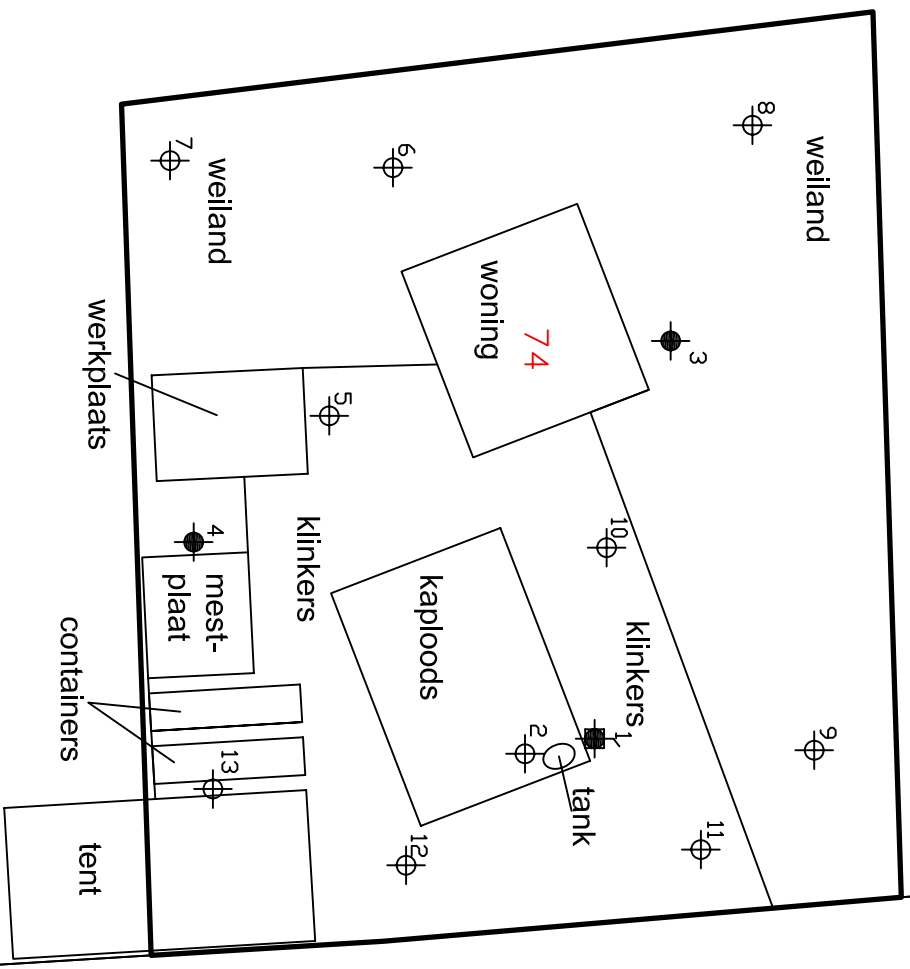 8
weiland
7
6
weiland
woning
74
3
werkplaats
5
klinkers
10
4
mest-
plaat
kaploods
klinkers
containers
1
2
9
13
tank
11
12
tent